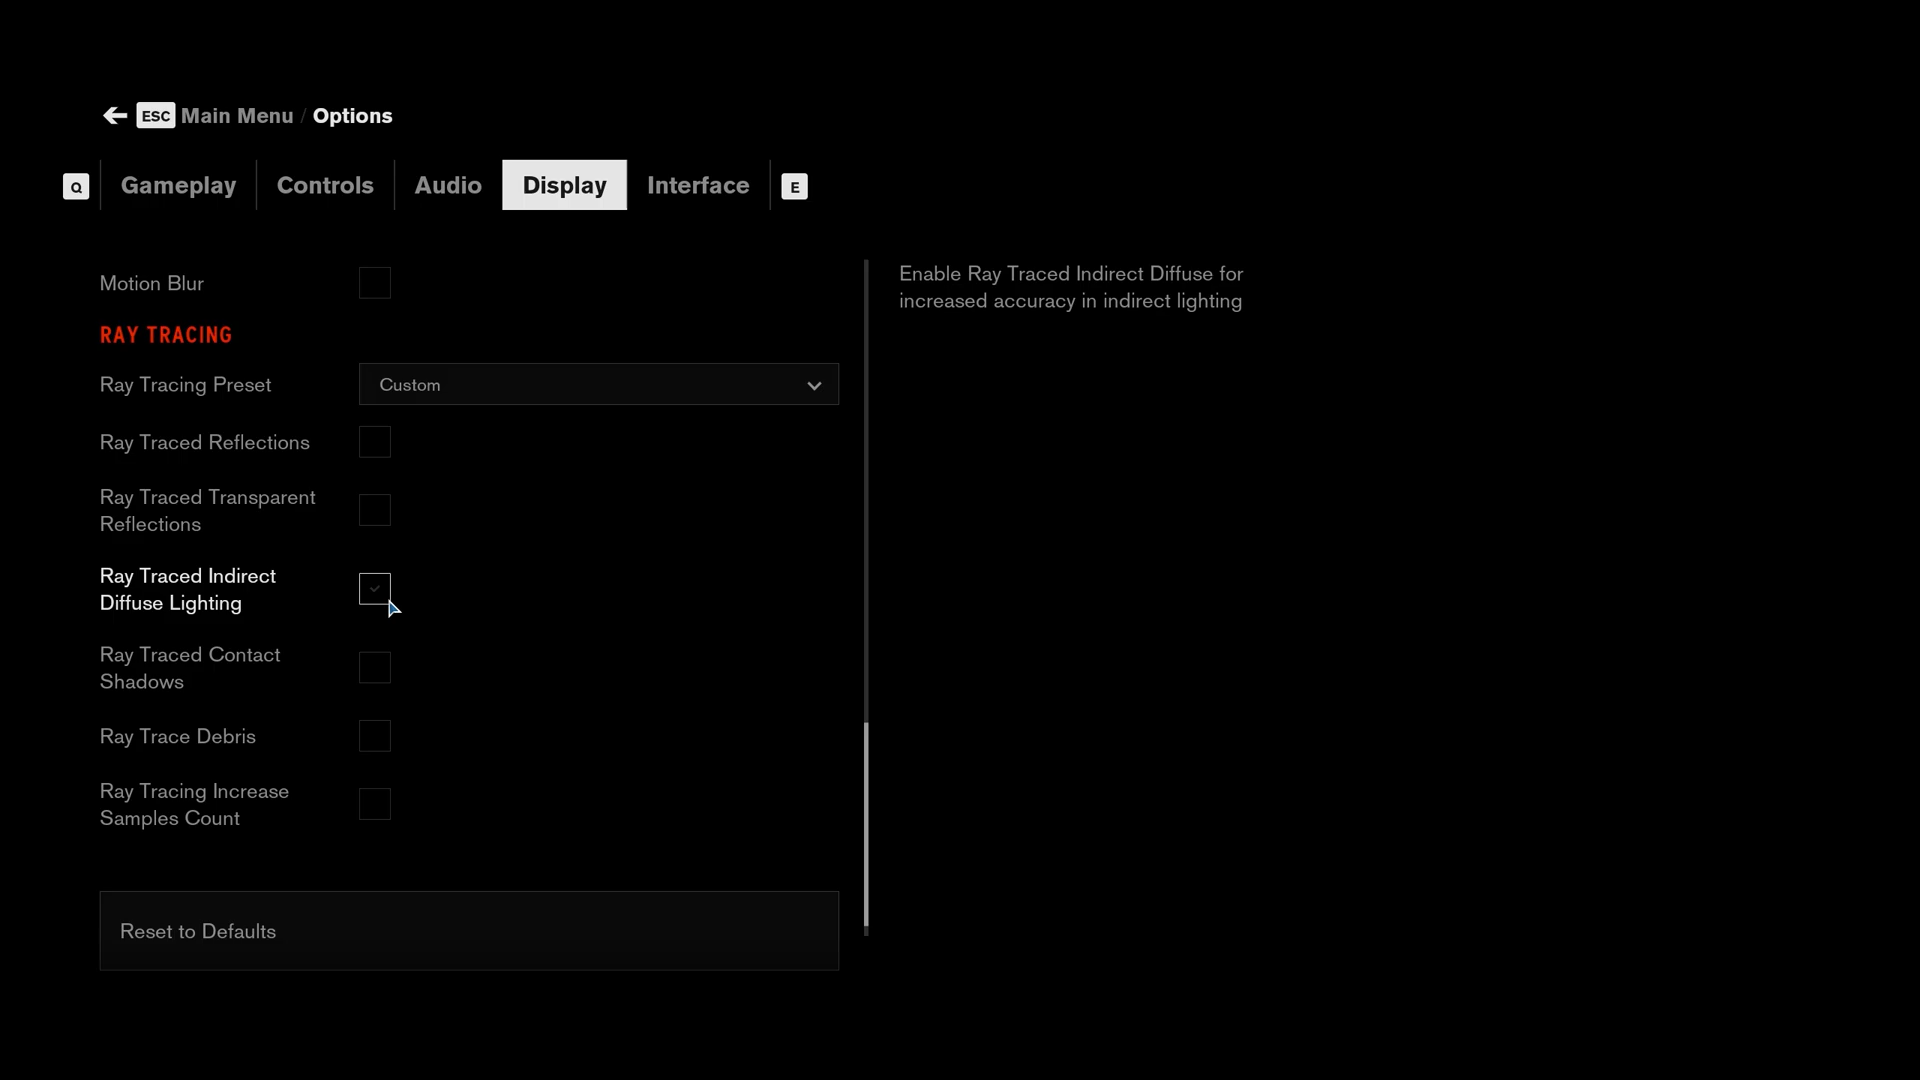 ESC Main Menu / Options
Q Gameplay Controls Audio Display Interface E
Motion Blur
RAY TRACING
Ray Tracing Preset Custom
Ray Traced Reflections
Ray Traced Transparent
Reflections
Ray Traced Indirect
Diffuse Lighting
Ray Traced Contact
Shadows
Ray Trace Debris
Ray Tracing Increase
Samples Count
Reset to Defaults
Enable Ray Traced Indirect Diffuse for
increased accuracy in indirect lighting